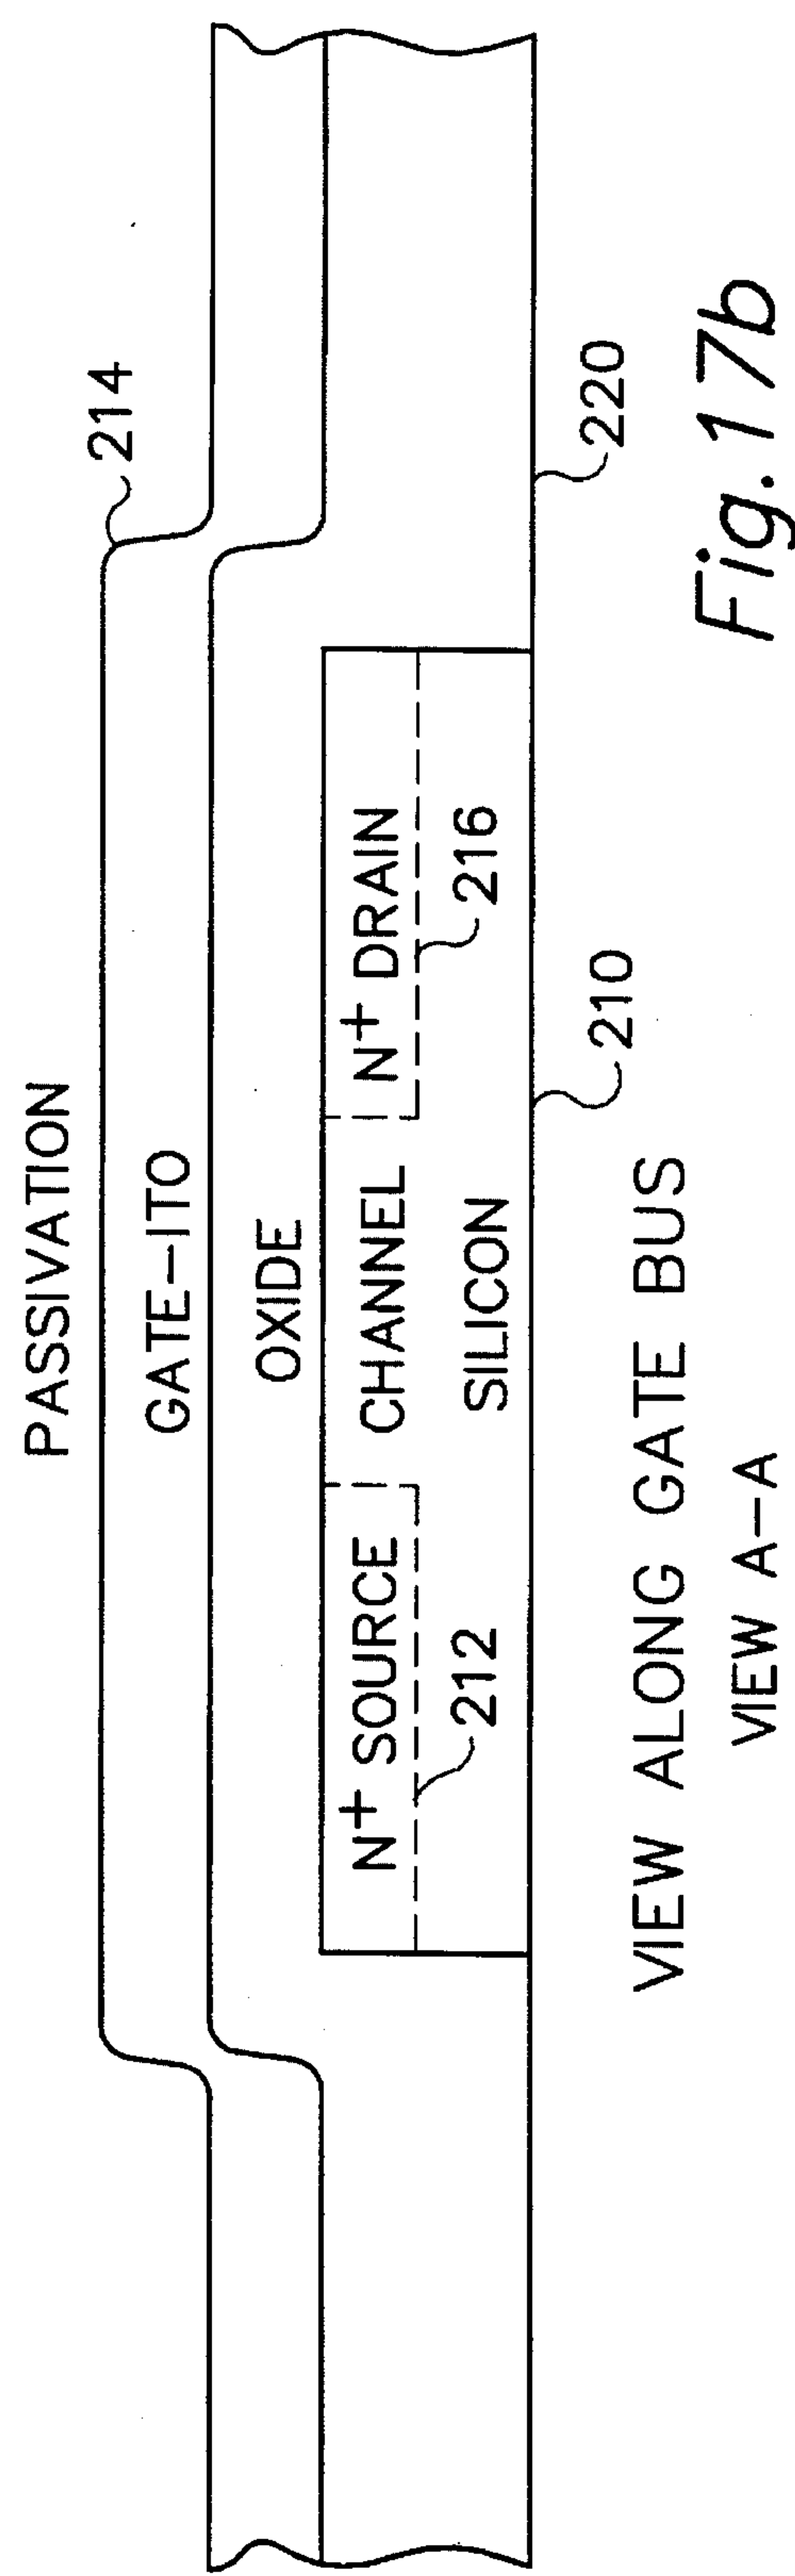 PASSIVATION
214
GATE-ITO
OXIDE
N+ SOURCE
CHANNEL
N+ DRAIN
212
SILICON
216
210
220
VIEW ALONG GATE BUS
VIEW A-A
Fig. 17b